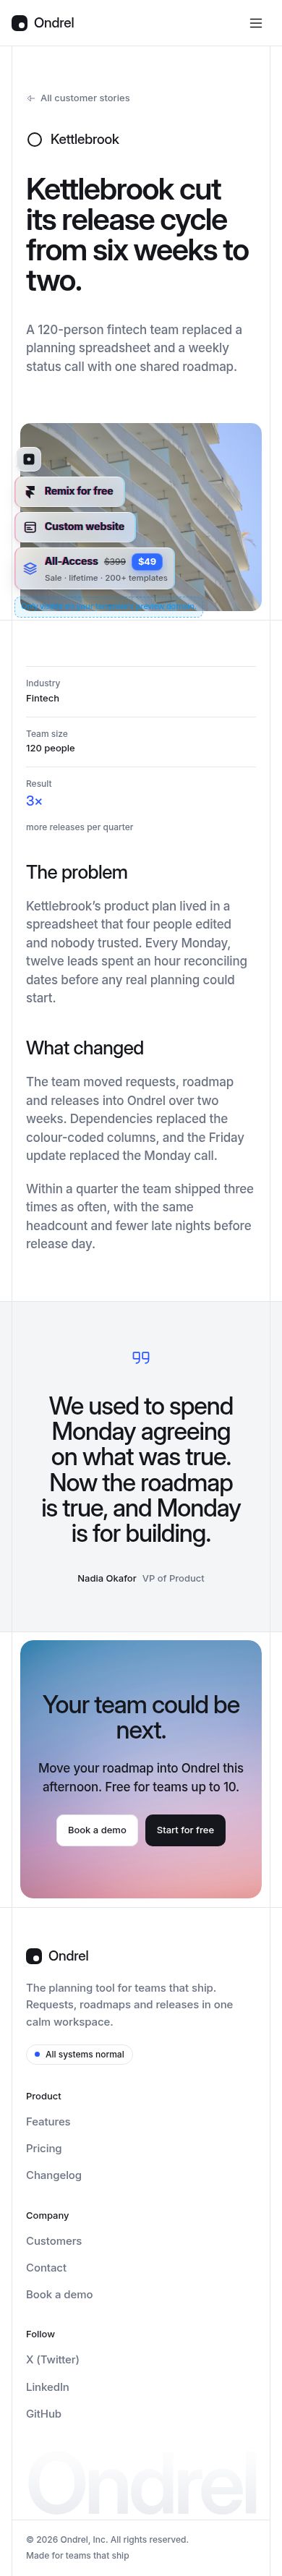 Ondrel
All customer stories
Kettlebrook
Kettlebrook cut
its release cycle
from six weeks to
two.
A 120-person fintech team replaced a
planning spreadsheet and a weekly
status call with one shared roadmap.
Remix for free
Custom website
All-Access $399 $49
Sale · lifetime · 200+ templates
Industry
Fintech
Team size
120 people
Result
3×
more releases per quarter
The problem
Kettlebrook’s product plan lived in a
spreadsheet that four people edited
and nobody trusted. Every Monday,
twelve leads spent an hour reconciling
dates before any real planning could
start.
What changed
The team moved requests, roadmap
and releases into Ondrel over two
weeks. Dependencies replaced the
colour-coded columns, and the Friday
update replaced the Monday call.
Within a quarter the team shipped three
times as often, with the same
headcount and fewer late nights before
release day.
We used to spend
Monday agreeing
on what was true.
Now the roadmap
is true, and Monday
is for building.
Nadia Okafor VP of Product
Your team could be
next.
Move your roadmap into Ondrel this
afternoon. Free for teams up to 10.
Book a demo Start for free
Ondrel
The planning tool for teams that ship.
Requests, roadmaps and releases in one
calm workspace.
All systems normal
Product
Features
Pricing
Changelog
Company
Customers
Contact
Book a demo
Follow
X (Twitter)
LinkedIn
GitHub
Ondrel
© 2026 Ondrel, Inc. All rights reserved.
Made for teams that ship